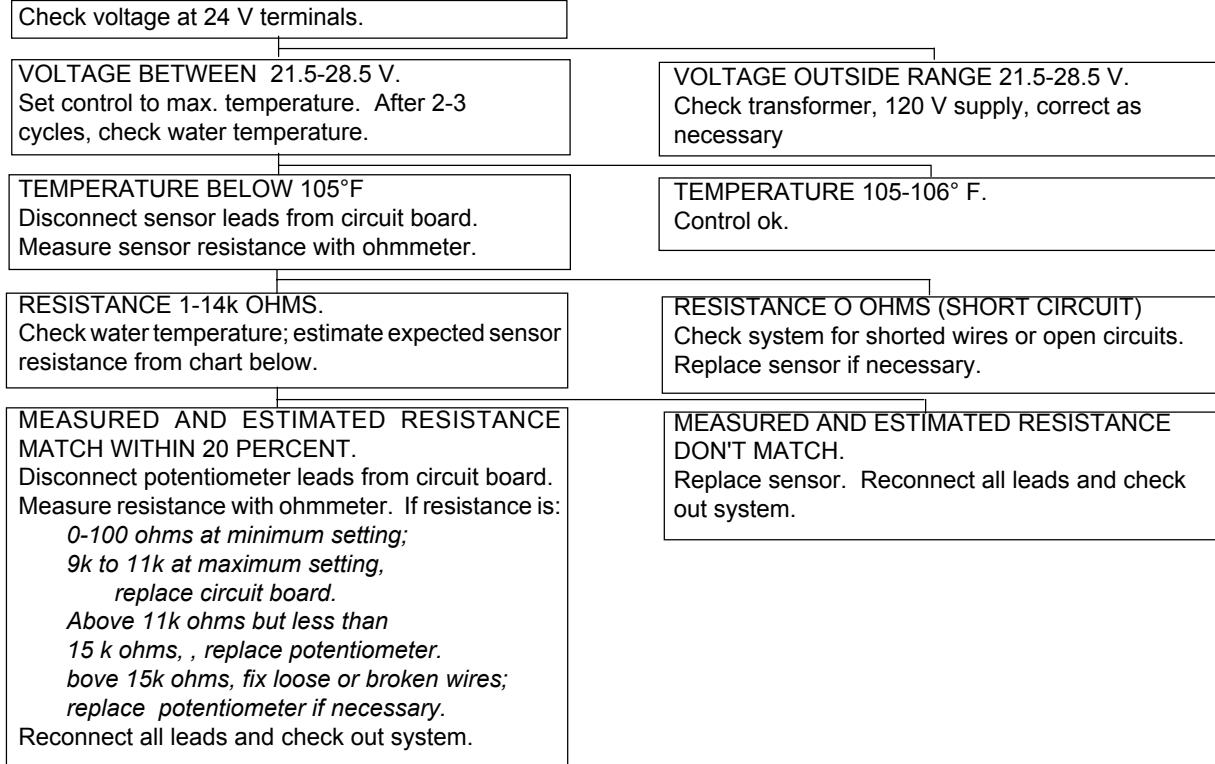 Check voltage at 24 V terminals.
VOLTAGE BETWEEN 21.5-28.5 V.
Set control to max. temperature. After 2-3
cycles, check water temperature.
VOLTAGE OUTSIDE RANGE 21.5-28.5 V.
Check transformer, 120 V supply, correct as
necessary
TEMPERATURE BELOW 105°F
Disconnect sensor leads from circuit board.
Measure sensor resistance with ohmmeter.
TEMPERATURE 105-106° F.
Control ok.
RESISTANCE 1-14k OHMS.
Check water temperature; estimate expected sensor
resistance from chart below.
RESISTANCE O OHMS (SHORT CIRCUIT)
Check system for shorted wires or open circuits.
Replace sensor if necessary.
MEASURED AND ESTIMATED RESISTANCE
MATCH WITHIN 20 PERCENT.
Disconnect potentiometer leads from circuit board.
Measure resistance with ohmmeter. If resistance is:
0-100 ohms at minimum setting;
9k to 11k at maximum setting,
replace circuit board.
Above 11k ohms but less than
15 k ohms, , replace potentiometer.
bove 15k ohms, fix loose or broken wires;
replace potentiometer if necessary.
Reconnect all leads and check out system.
MEASURED AND ESTIMATED RESISTANCE
DON'T MATCH.
Replace sensor. Reconnect all leads and check
out system.